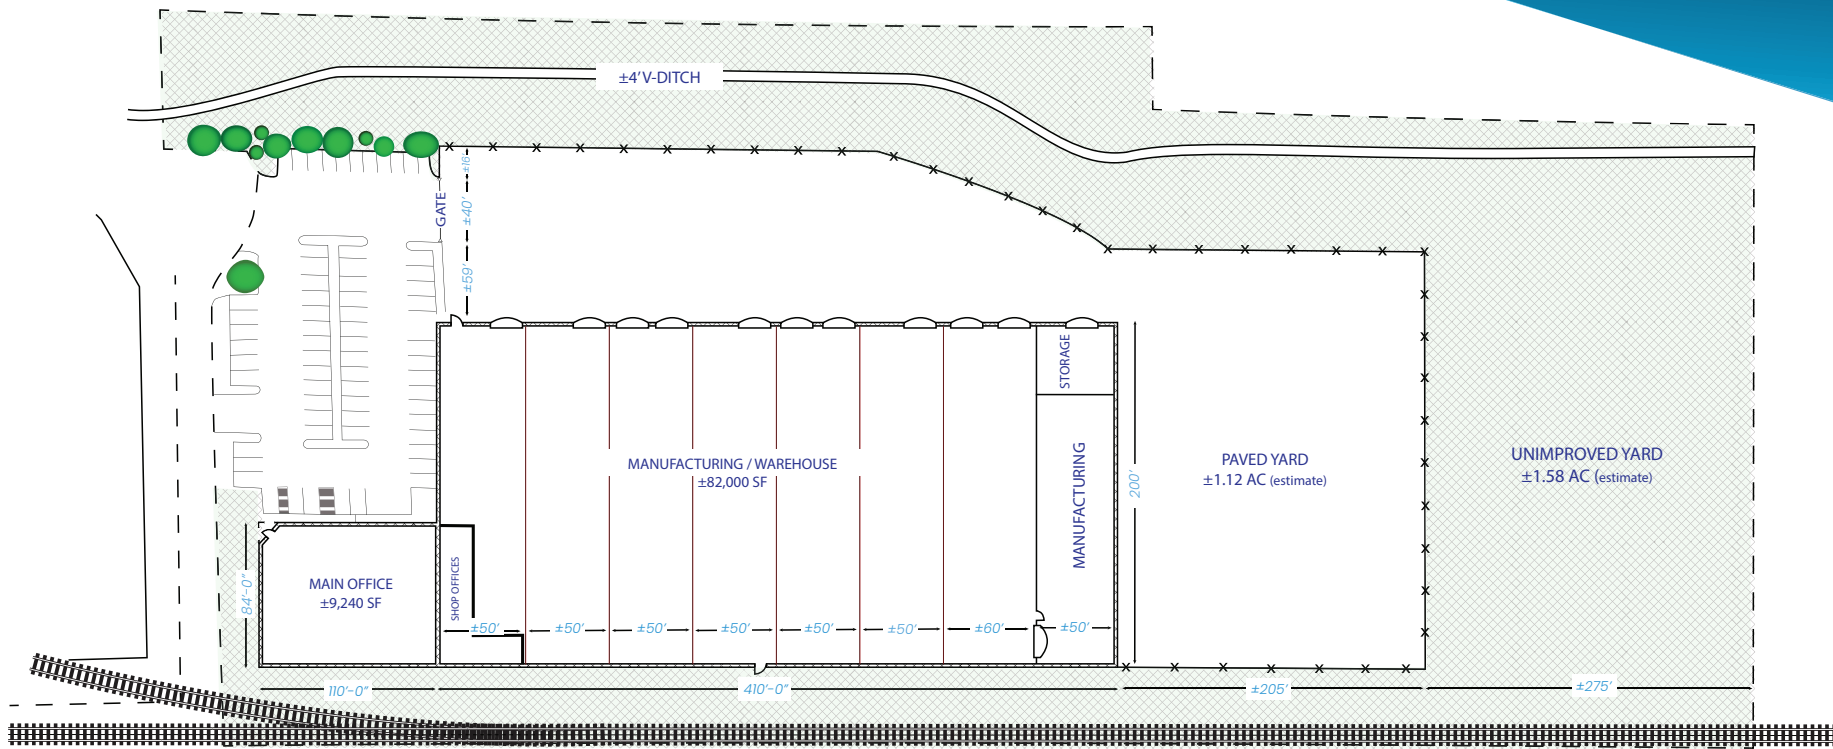 ±4' V-DITCH
±16'
GATE
±40'
±59'
STORAGE
MANUFACTURING / WAREHOUSE
±82,000 SF
MANUFACTURING
200'
PAVED YARD
±1.12 AC (estimate)
UNIMPROVED YARD
±1.58 AC (estimate)
MAIN OFFICE
±9,240 SF
84'-0"
SHOP OFFICES
±50'
±50'
±50'
±50'
±50'
±50'
±60'
±50'
110'-0"
410'-0"
±205'
±275'